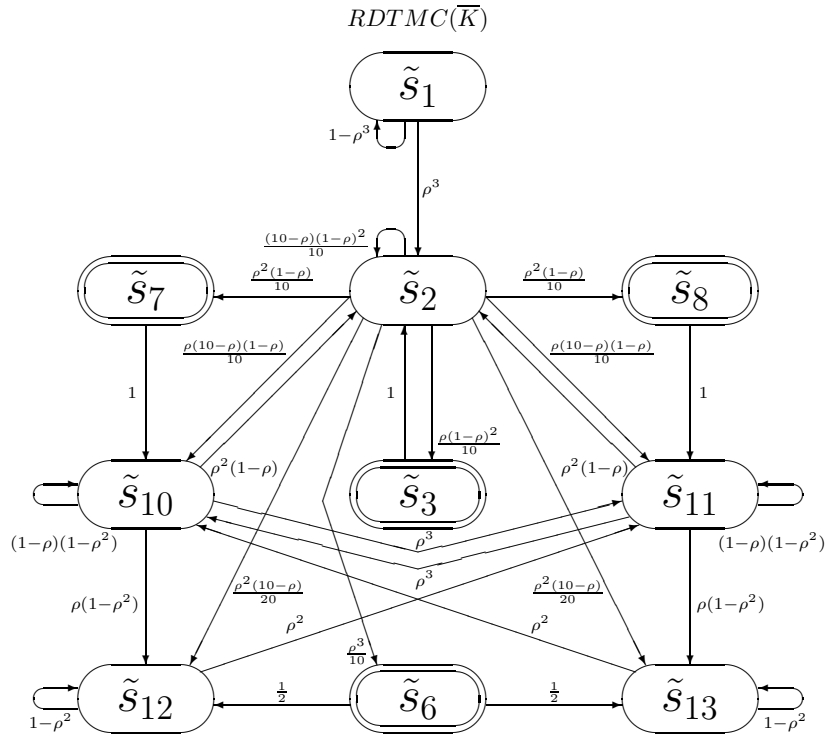 RDTMC(K̅)
s̃₁
1−ρ³
ρ³
(10−ρ)(1−ρ)²/10
s̃₇
ρ²(1−ρ)/10
s̃₂
ρ²(1−ρ)/10
s̃₈
ρ(10−ρ)(1−ρ)/10
ρ(10−ρ)(1−ρ)/10
1
1
1
ρ(1−ρ)²/10
ρ²(1−ρ)
ρ²(1−ρ)
s̃₁₀
s̃₃
s̃₁₁
(1−ρ)(1−ρ²)
ρ³
(1−ρ)(1−ρ²)
ρ³
ρ²(10−ρ)/20
ρ²(10−ρ)/20
ρ(1−ρ²)
ρ(1−ρ²)
ρ²
ρ²
ρ³/10
s̃₁₂
1/2
s̃₆
1/2
s̃₁₃
1−ρ²
1−ρ²